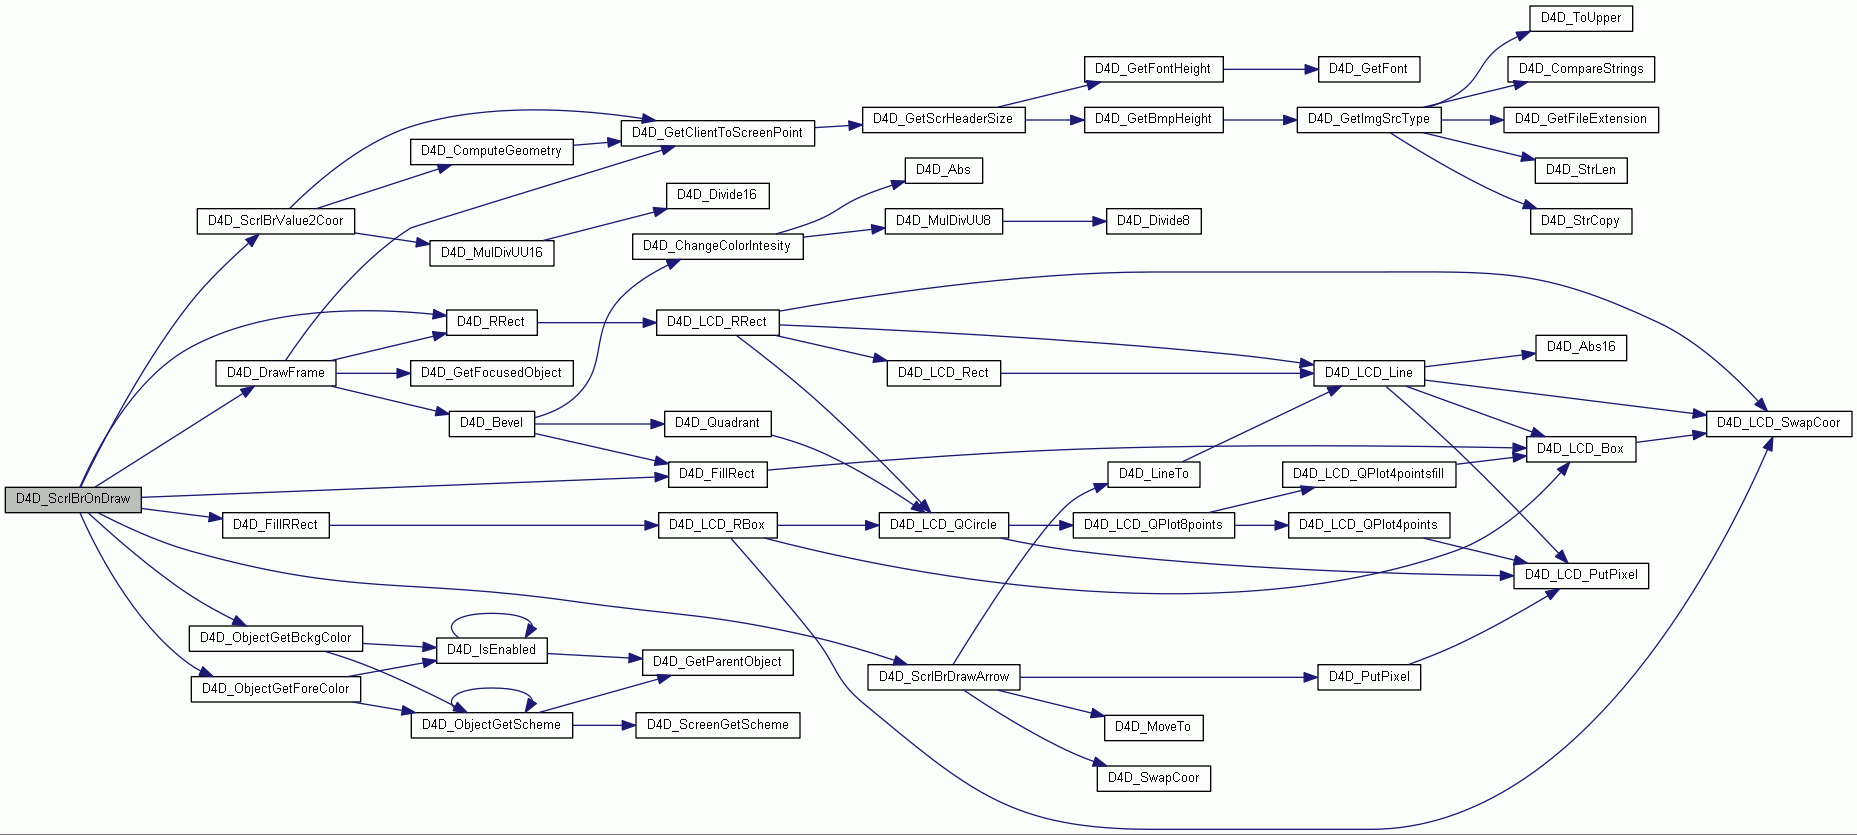 D4D_ToUpper
D4D_GetFontHeight
D4D_GetFont
D4D_CompareStrings
D4D_GetClientToScreenPoint
D4D_GetScrHeaderSize
D4D_GetBmpHeight
D4D_GetImgSrcType
D4D_GetFileExtension
D4D_ComputeGeometry
D4D_Abs
D4D_StrLen
D4D_Divide16
D4D_ScrlBrValue2Coor
D4D_MulDivUU8
D4D_Divide8
D4D_StrCopy
D4D_MulDivUU16
D4D_ChangeColorIntesity
D4D_RRect
D4D_LCD_RRect
D4D_Abs16
D4D_DrawFrame
D4D_GetFocusedObject
D4D_LCD_Rect
D4D_LCD_Line
D4D_Bevel
D4D_Quadrant
D4D_LCD_SwapCoor
D4D_LCD_Box
D4D_FillRect
D4D_LineTo
D4D_LCD_QPlot4pointsfill
D4D_ScrlBrOnDraw
D4D_FillRRect
D4D_LCD_RBox
D4D_LCD_QCircle
D4D_LCD_QPlot8points
D4D_LCD_QPlot4points
D4D_LCD_PutPixel
D4D_ObjectGetBckgColor
D4D_IsEnabled
D4D_GetParentObject
D4D_ScrlBrDrawArrow
D4D_PutPixel
D4D_ObjectGetForeColor
D4D_ObjectGetScheme
D4D_ScreenGetScheme
D4D_MoveTo
D4D_SwapCoor